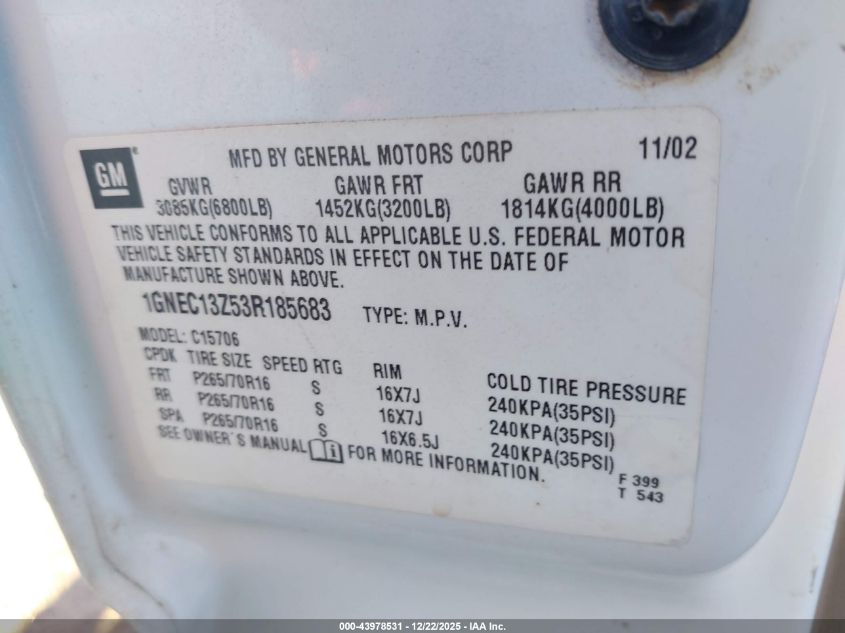 GM ® MFD BY GENERAL MOTORS CORP 11/02
GVWR GAWR FRT GAWR RR
3085KG(6800LB) 1452KG(3200LB) 1814KG(4000LB)
THIS VEHICLE CONFORMS TO ALL APPLICABLE U.S. FEDERAL MOTOR
VEHICLE SAFETY STANDARDS IN EFFECT ON THE DATE OF
MANUFACTURE SHOWN ABOVE.
1GNEC13Z53R185683 TYPE: M.P.V.
MODEL: C15706
CPDK TIRE SIZE SPEED RTG RIM COLD TIRE PRESSURE
FRT P265/70R16 S 16X7J 240KPA(35PSI)
RR P265/70R16 S 16X7J 240KPA(35PSI)
SPA P265/70R16 S 16X6.5J 240KPA(35PSI)
SEE OWNER'S MANUAL i FOR MORE INFORMATION.
F 399
T 543
000-43978531 - 12/22/2025 - IAA Inc.